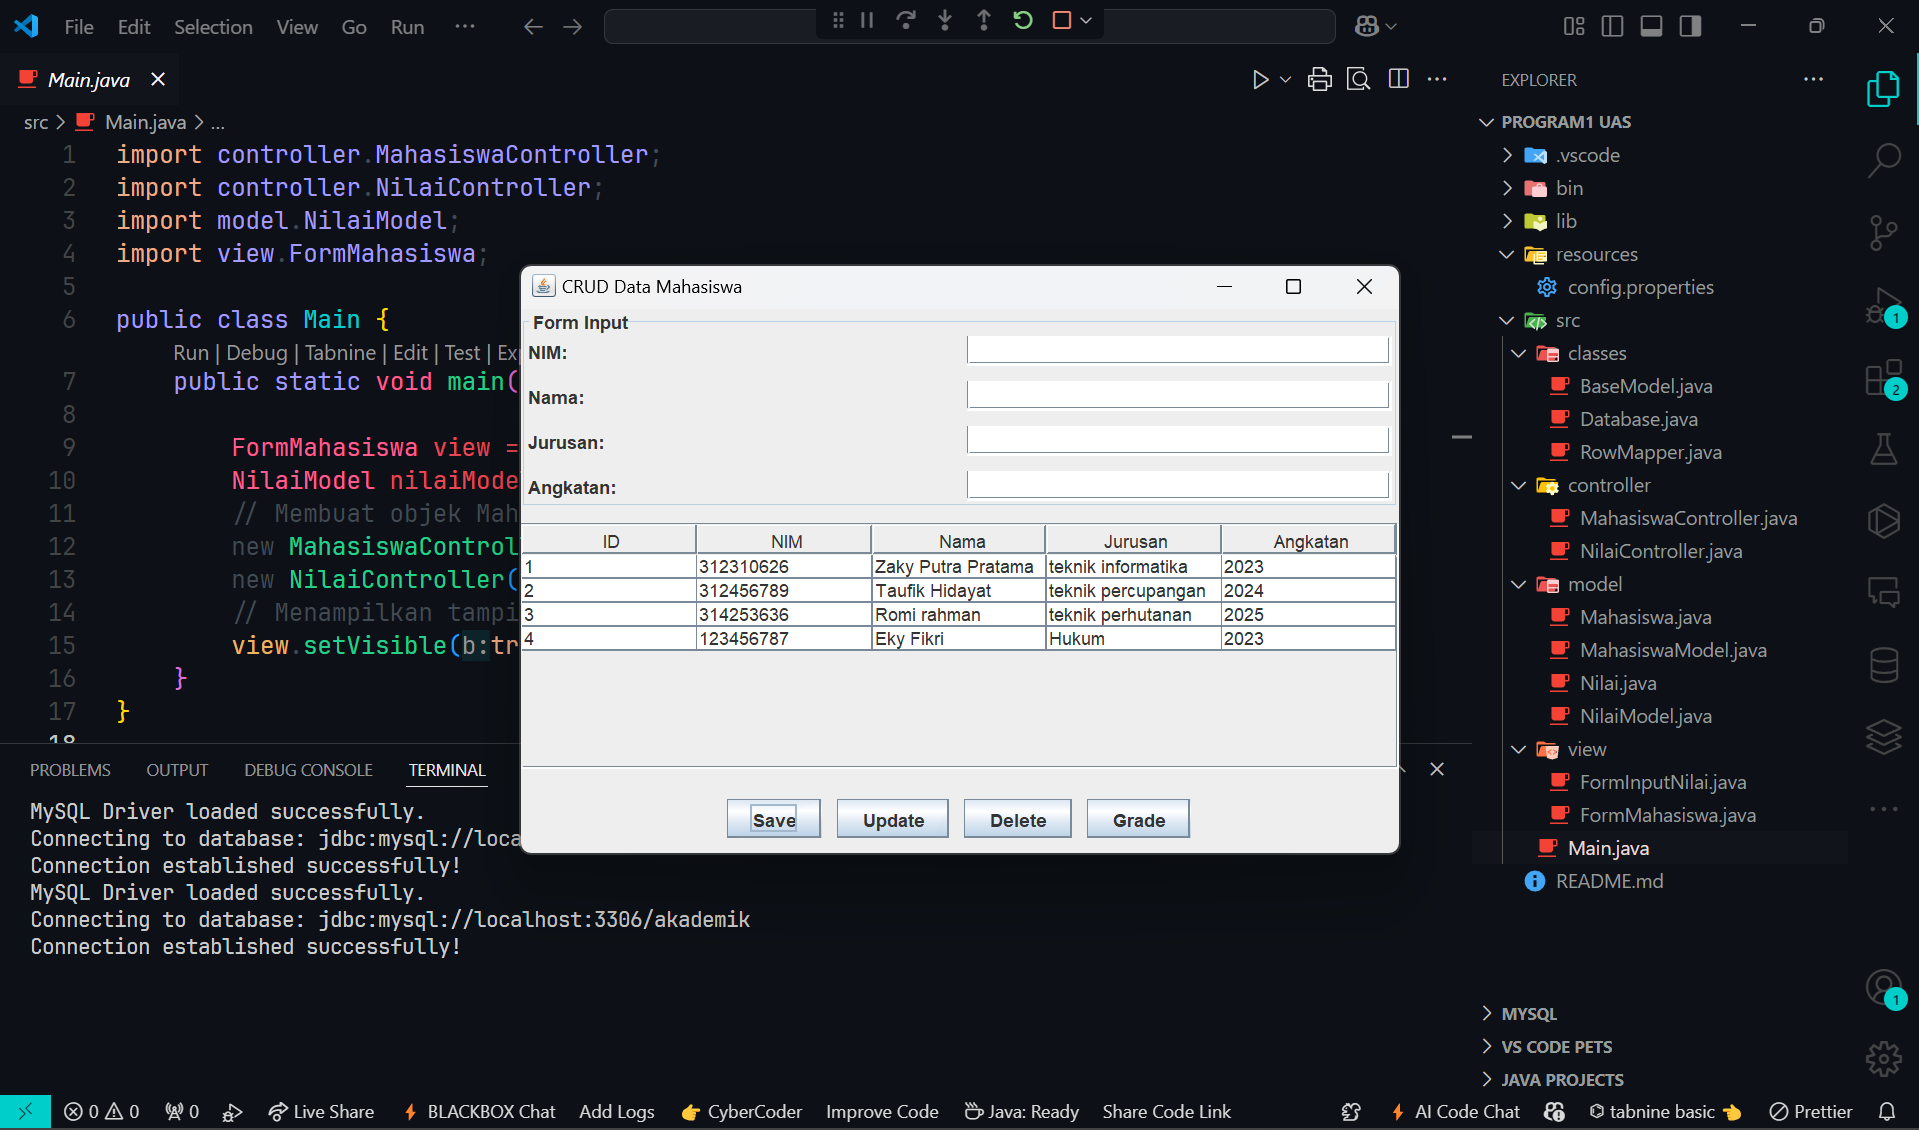 File Edit Selection View Go Run ...
Main.java
src > Main.java > ...
1 import controller.MahasiswaController;
2 import controller.NilaiController;
3 import model.NilaiModel;
4 import view.FormMahasiswa;
5
6 public class Main {
Run | Debug | Tabnine | Edit | Test | Ex
7 public static void main(
8
9 FormMahasiswa view =
10 NilaiModel nilaiMode
11 // Membuat objek Mah
12 new MahasiswaControl
13 new NilaiController(
14 // Menampilkan tampi
15 view.setVisible(b:tr
16 }
17 }
18
CRUD Data Mahasiswa
Form Input
NIM:
Nama:
Jurusan:
Angkatan:
ID NIM Nama Jurusan Angkatan
1 312310626 Zaky Putra Pratama teknik informatika 2023
2 312456789 Taufik Hidayat teknik percupangan 2024
3 314253636 Romi rahman teknik perhutanan 2025
4 123456787 Eky Fikri Hukum 2023
Save Update Delete Grade
PROBLEMS OUTPUT DEBUG CONSOLE TERMINAL
MySQL Driver loaded successfully.
Connecting to database: jdbc:mysql://loca
Connection established successfully!
MySQL Driver loaded successfully.
Connecting to database: jdbc:mysql://localhost:3306/akademik
Connection established successfully!
EXPLORER ...
PROGRAM1 UAS
.vscode
bin
lib
resources
config.properties
src
classes
BaseModel.java
Database.java
RowMapper.java
controller
MahasiswaController.java
NilaiController.java
model
Mahasiswa.java
MahasiswaModel.java
Nilai.java
NilaiModel.java
view
FormInputNilai.java
FormMahasiswa.java
Main.java
README.md
MYSQL
VS CODE PETS
JAVA PROJECTS
1
2
1
0 0 0 Live Share BLACKBOX Chat Add Logs CyberCoder Improve Code Java: Ready Share Code Link AI Code Chat tabnine basic Prettier